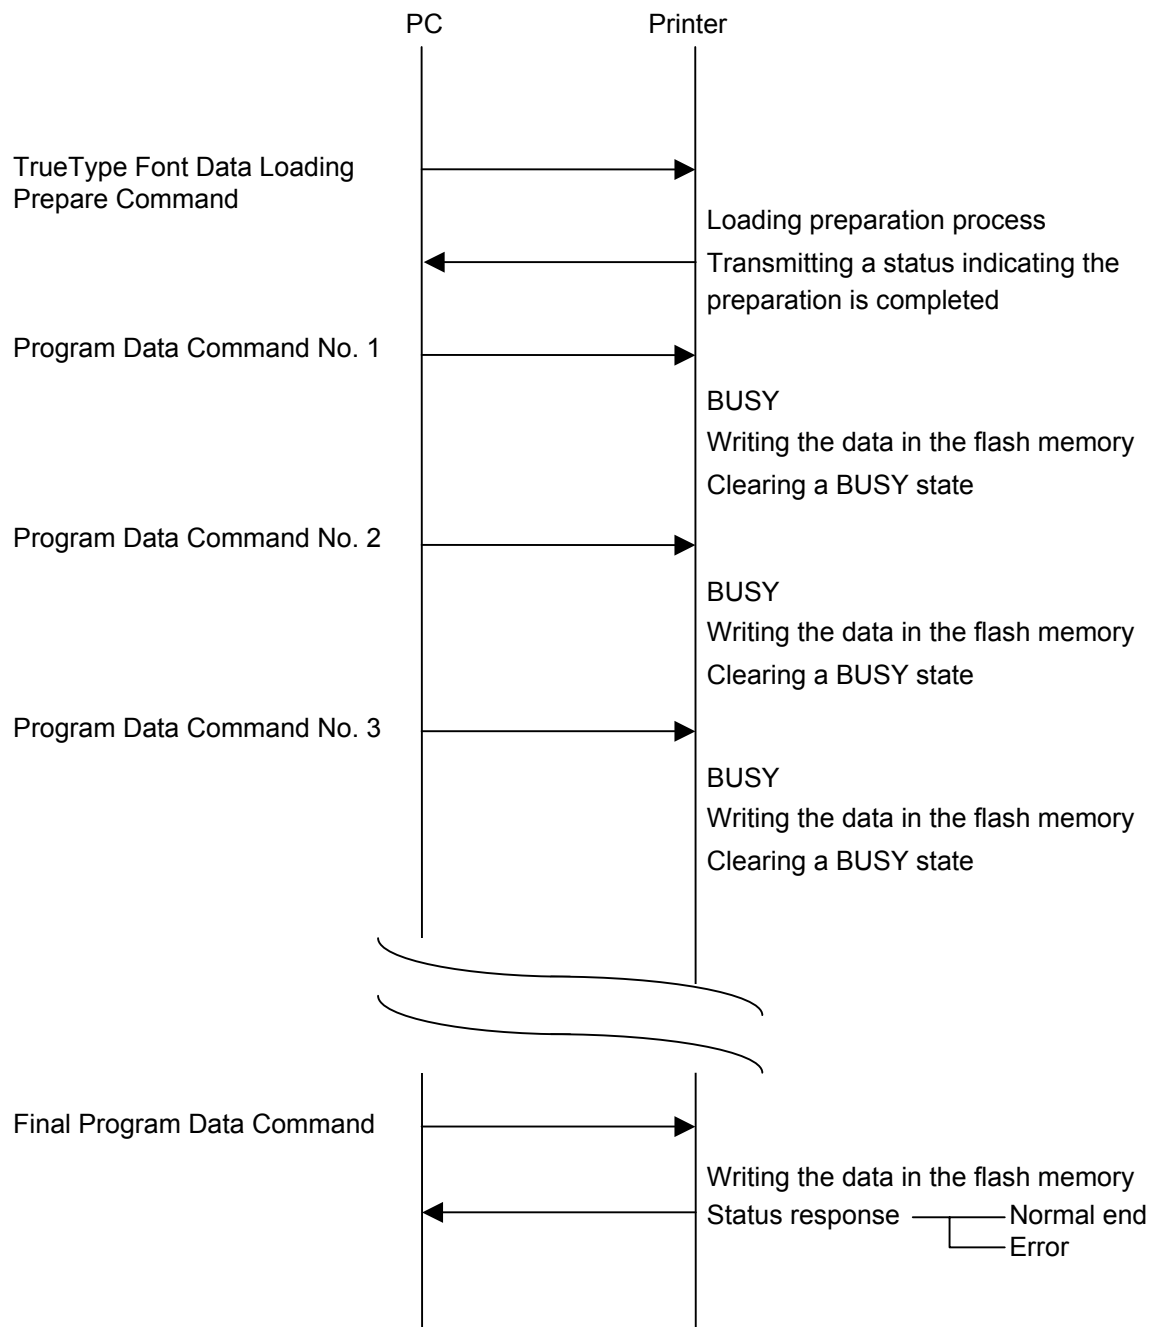 PC
Printer
TrueType Font Data Loading
Prepare Command
Loading preparation process
Transmitting a status indicating the
preparation is completed
Program Data Command No. 1
BUSY
Writing the data in the flash memory
Clearing a BUSY state
Program Data Command No. 2
BUSY
Writing the data in the flash memory
Clearing a BUSY state
Program Data Command No. 3
BUSY
Writing the data in the flash memory
Clearing a BUSY state
Final Program Data Command
Writing the data in the flash memory
Status response
Normal end
Error